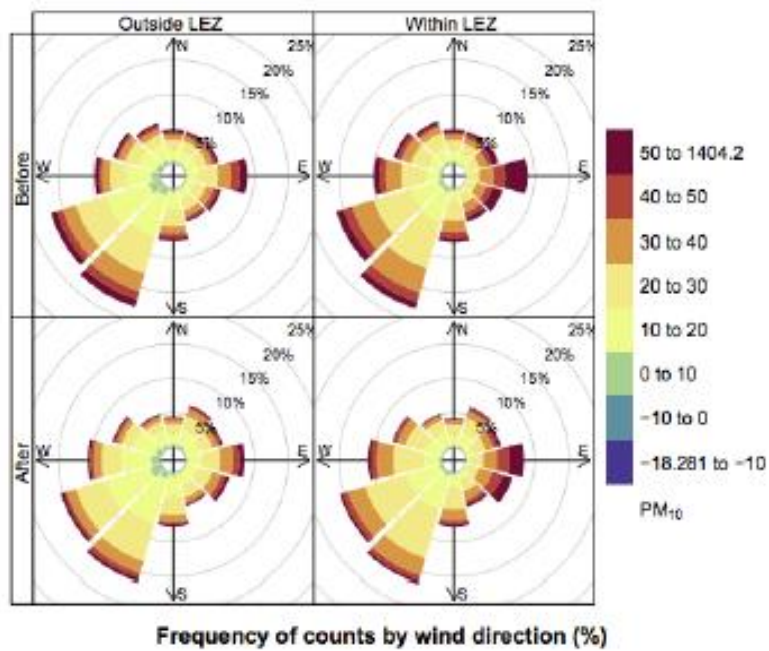 Outside LEZ
Within LEZ
Before
N
25%
20%
15%
10%
5%
W
E
S
N
25%
20%
15%
10%
5%
W
E
S
After
N
25%
20%
15%
10%
5%
W
E
S
N
25%
20%
15%
10%
5%
W
E
S
50 to 1404.2
40 to 50
30 to 40
20 to 30
10 to 20
0 to 10
−10 to 0
−18.281 to −10
PM₁₀
Frequency of counts by wind direction (%)